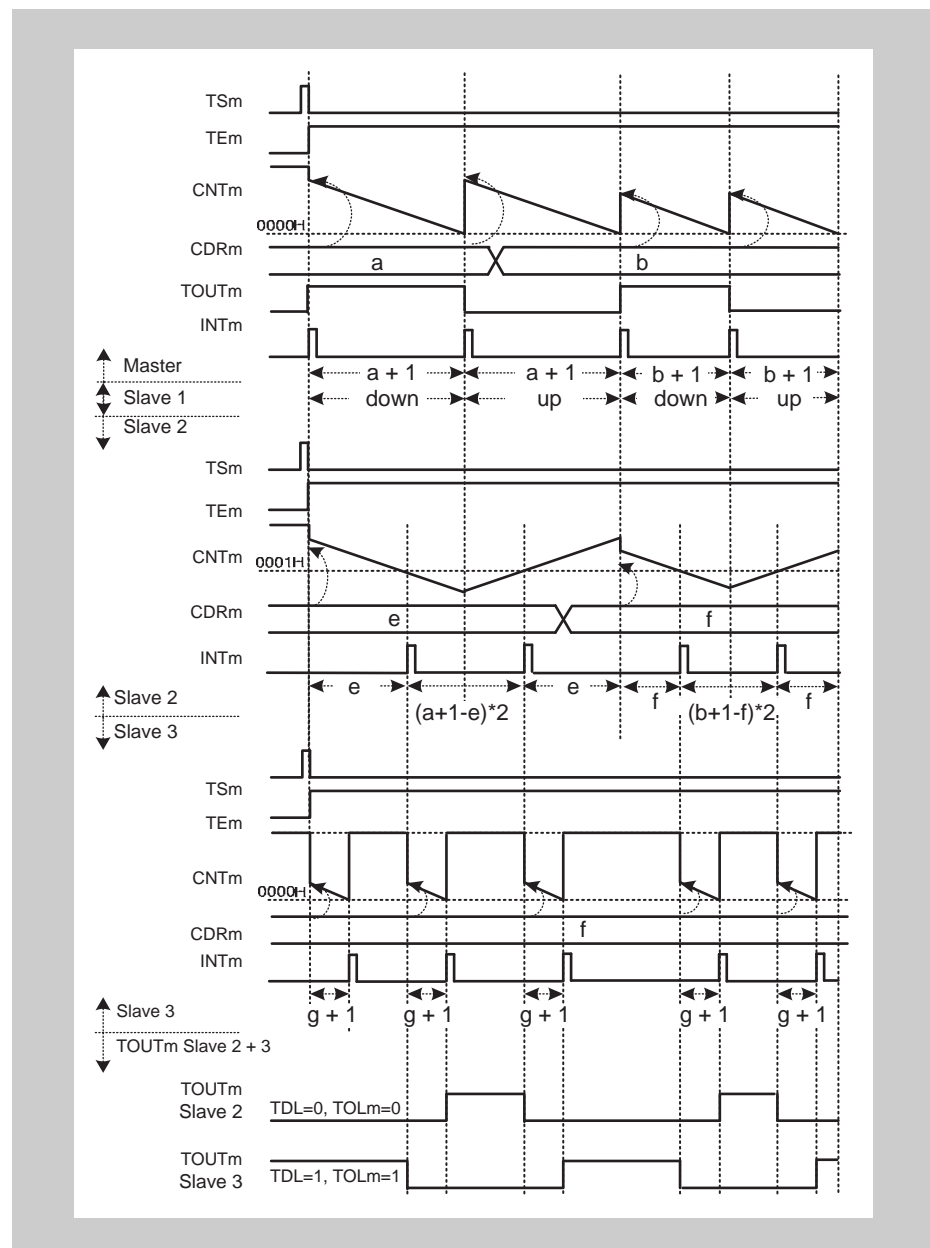 TSm
TEm
CNTm
0000H
CDRm
a b
TOUTm
INTm
Master
a + 1 a + 1 b + 1 b + 1
Slave 1
down up down up
Slave 2
TSm
TEm
CNTm
0001H
CDRm
e f
INTm
e e f f
(a+1-e)*2 (b+1-f)*2
Slave 2
Slave 3
TSm
TEm
CNTm
0000H
CDRm
f
INTm
Slave 3
g + 1 g + 1 g + 1 g + 1 g + 1
TOUTm Slave 2 + 3
TOUTm
Slave 2
TDL=0, TOLm=0
TOUTm
Slave 3
TDL=1, TOLm=1